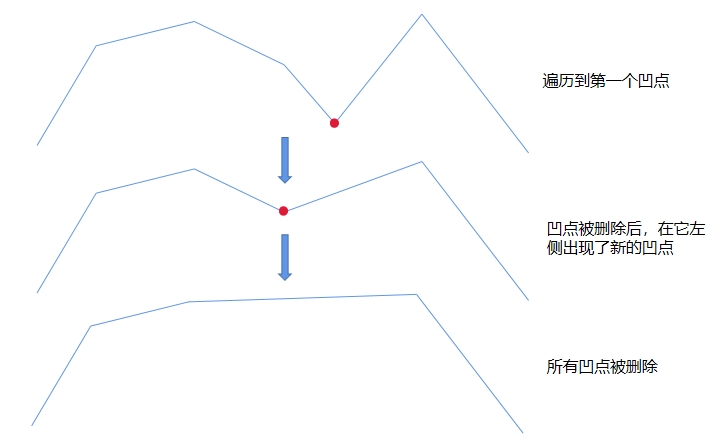 遍历到第一个凹点
凹点被删除后，在它左
侧出现了新的凹点
所有凹点被删除